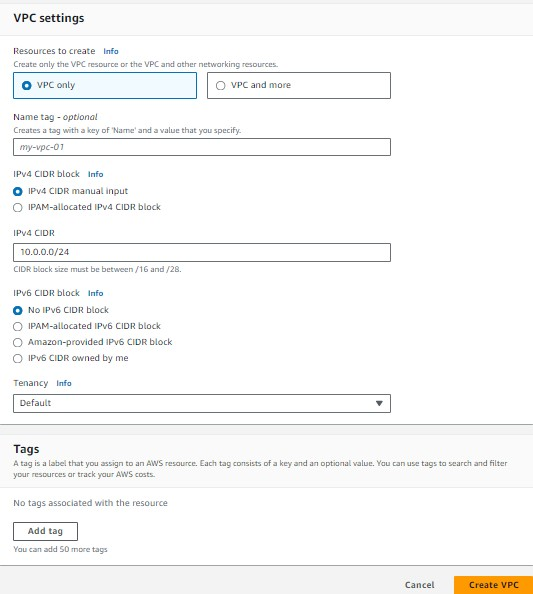 VPC settings
Resources to create Info
Create only the VPC resource or the VPC and other networking resources.
VPC only
VPC and more
Name tag - optional
Creates a tag with a key of 'Name' and a value that you specify.
my-vpc-01
IPv4 CIDR block Info
IPv4 CIDR manual input
IPAM-allocated IPv4 CIDR block
IPv4 CIDR
10.0.0.0/24
CIDR block size must be between /16 and /28.
IPv6 CIDR block Info
No IPv6 CIDR block
IPAM-allocated IPv6 CIDR block
Amazon-provided IPv6 CIDR block
IPv6 CIDR owned by me
Tenancy Info
Default
Tags
A tag is a label that you assign to an AWS resource. Each tag consists of a key and an optional value. You can use tags to search and filter
your resources or track your AWS costs.
No tags associated with the resource
Add tag
You can add 50 more tags
Cancel
Create VPC